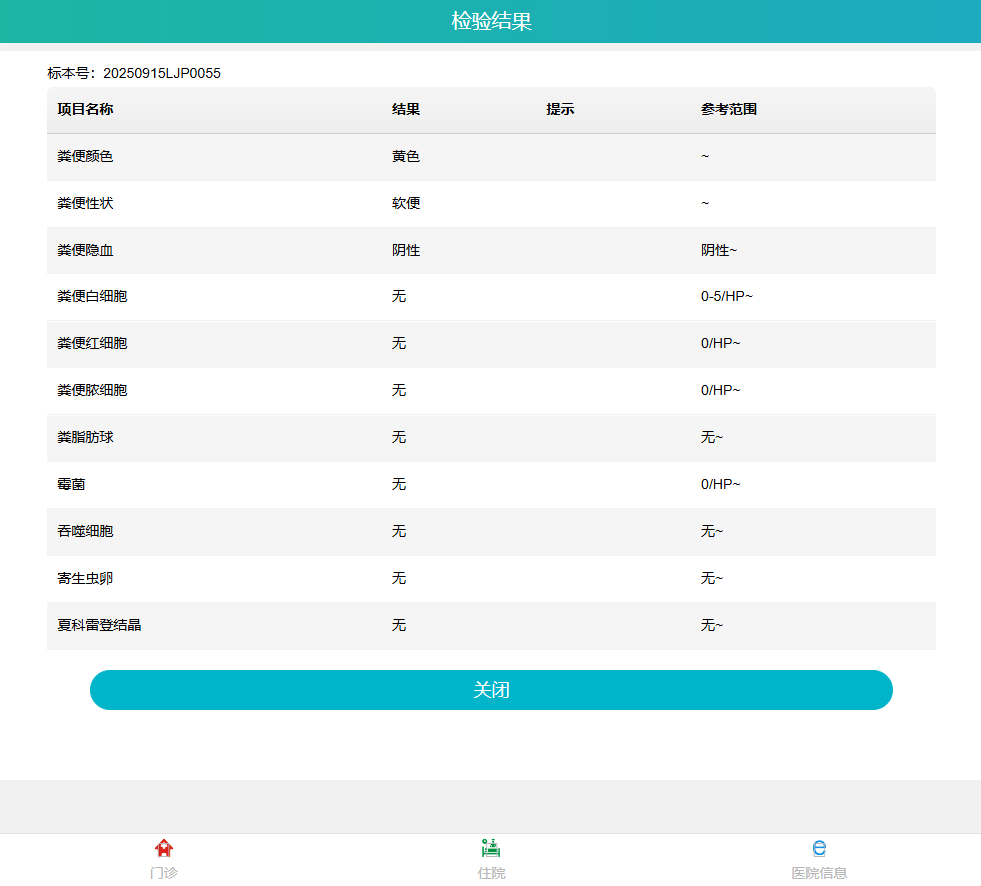 检验结果
标本号：20250915LJP0055
项目名称 结果 提示 参考范围
粪便颜色 黄色 ~
粪便性状 软便 ~
粪便隐血 阴性 阴性~
粪便白细胞 无 0-5/HP~
粪便红细胞 无 0/HP~
粪便脓细胞 无 0/HP~
粪脂肪球 无 无~
霉菌 无 0/HP~
吞噬细胞 无 无~
寄生虫卵 无 无~
夏科雷登结晶 无 无~
关闭
门诊 住院 医院信息